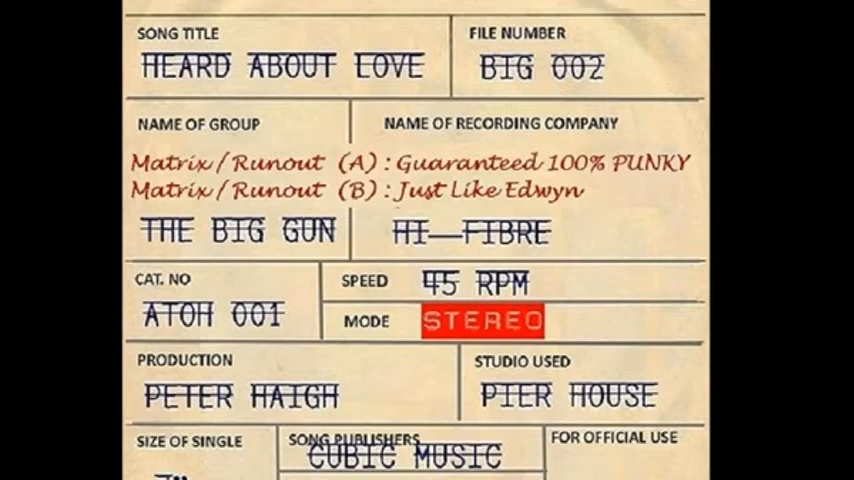 SONG TITLE FILE NUMBER
HEARD ABOUT LOVE BIG 002
NAME OF GROUP NAME OF RECORDING COMPANY
Matrix / Runout (A) : Guaranteed 100% PUNKY
Matrix / Runout (B) : Just Like Edwyn
THE BIG GUN HI-FIBRE
CAT. NO SPEED 45 RPM
ATOH 001 MODE STEREO
PRODUCTION STUDIO USED
PETER HAIGH PIER HOUSE
SIZE OF SINGLE SONG PUBLISHERS FOR OFFICIAL USE
CUBIC MUSIC